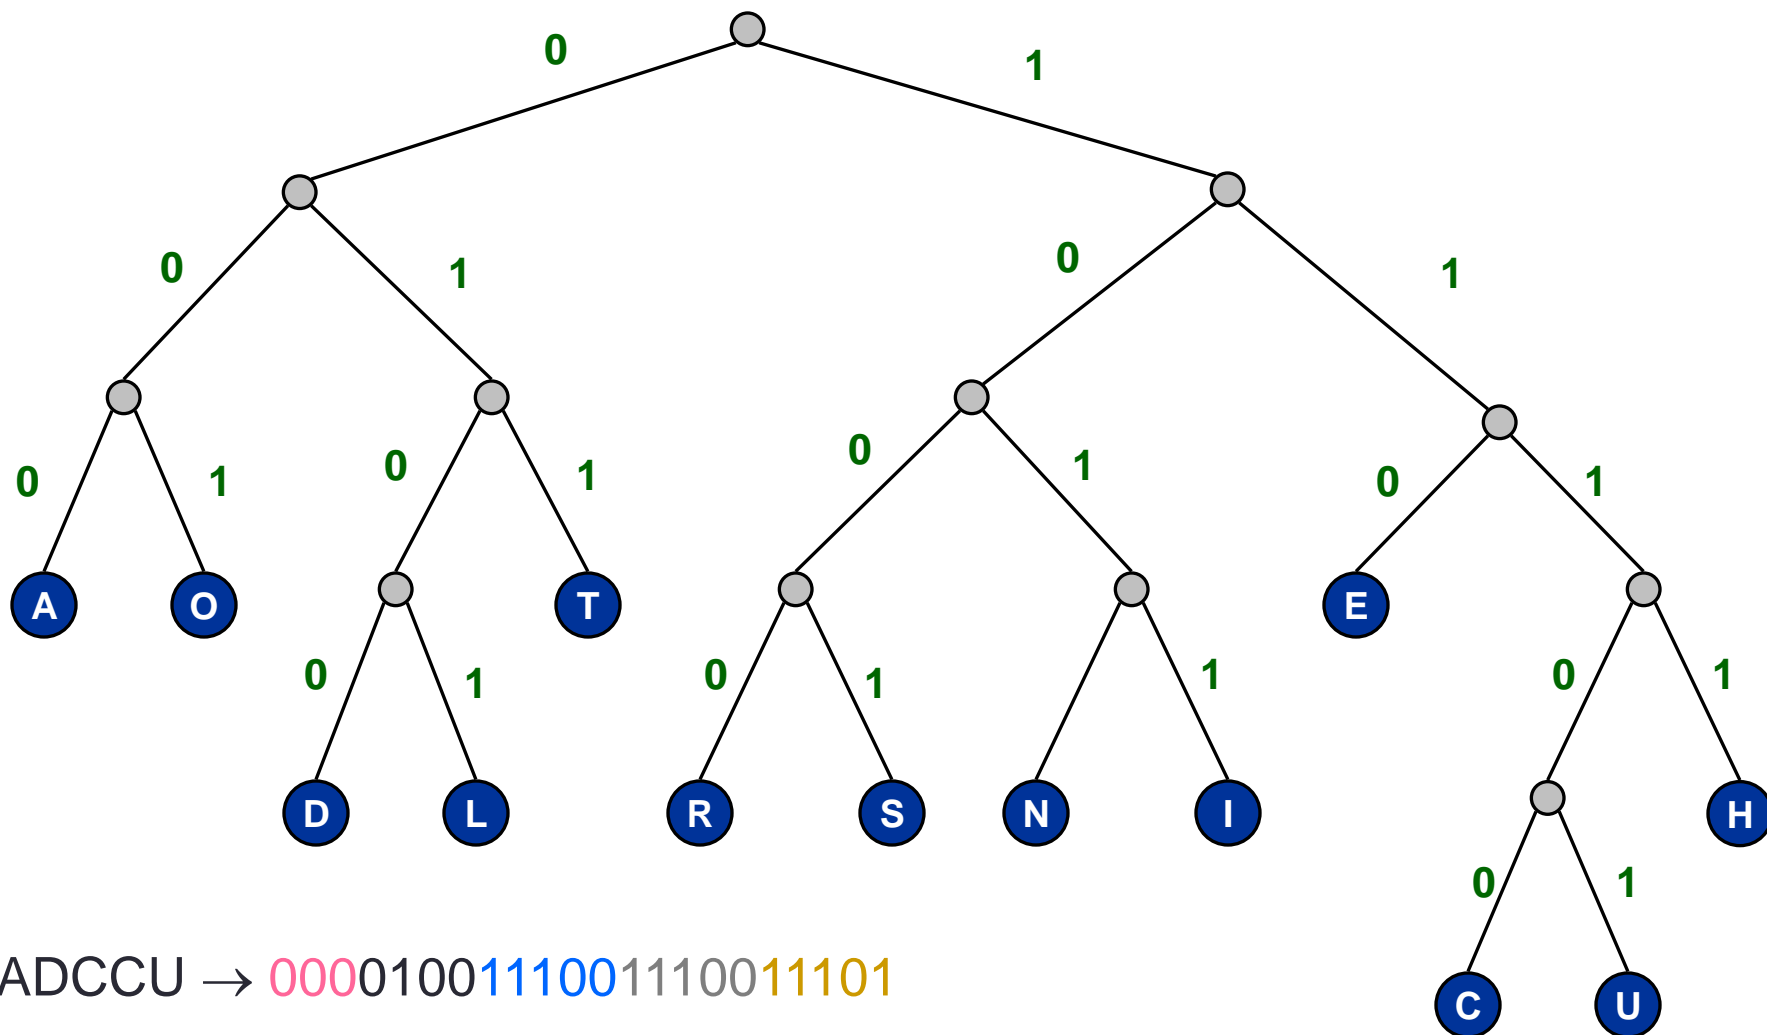 0 1
0 1 0 1
0 1 0 1 0 1 0 1
A O T E
0 1 0 1 1 0 1
D L R S N I H
0 1
ADCCU → 0000100111001110011101
C U